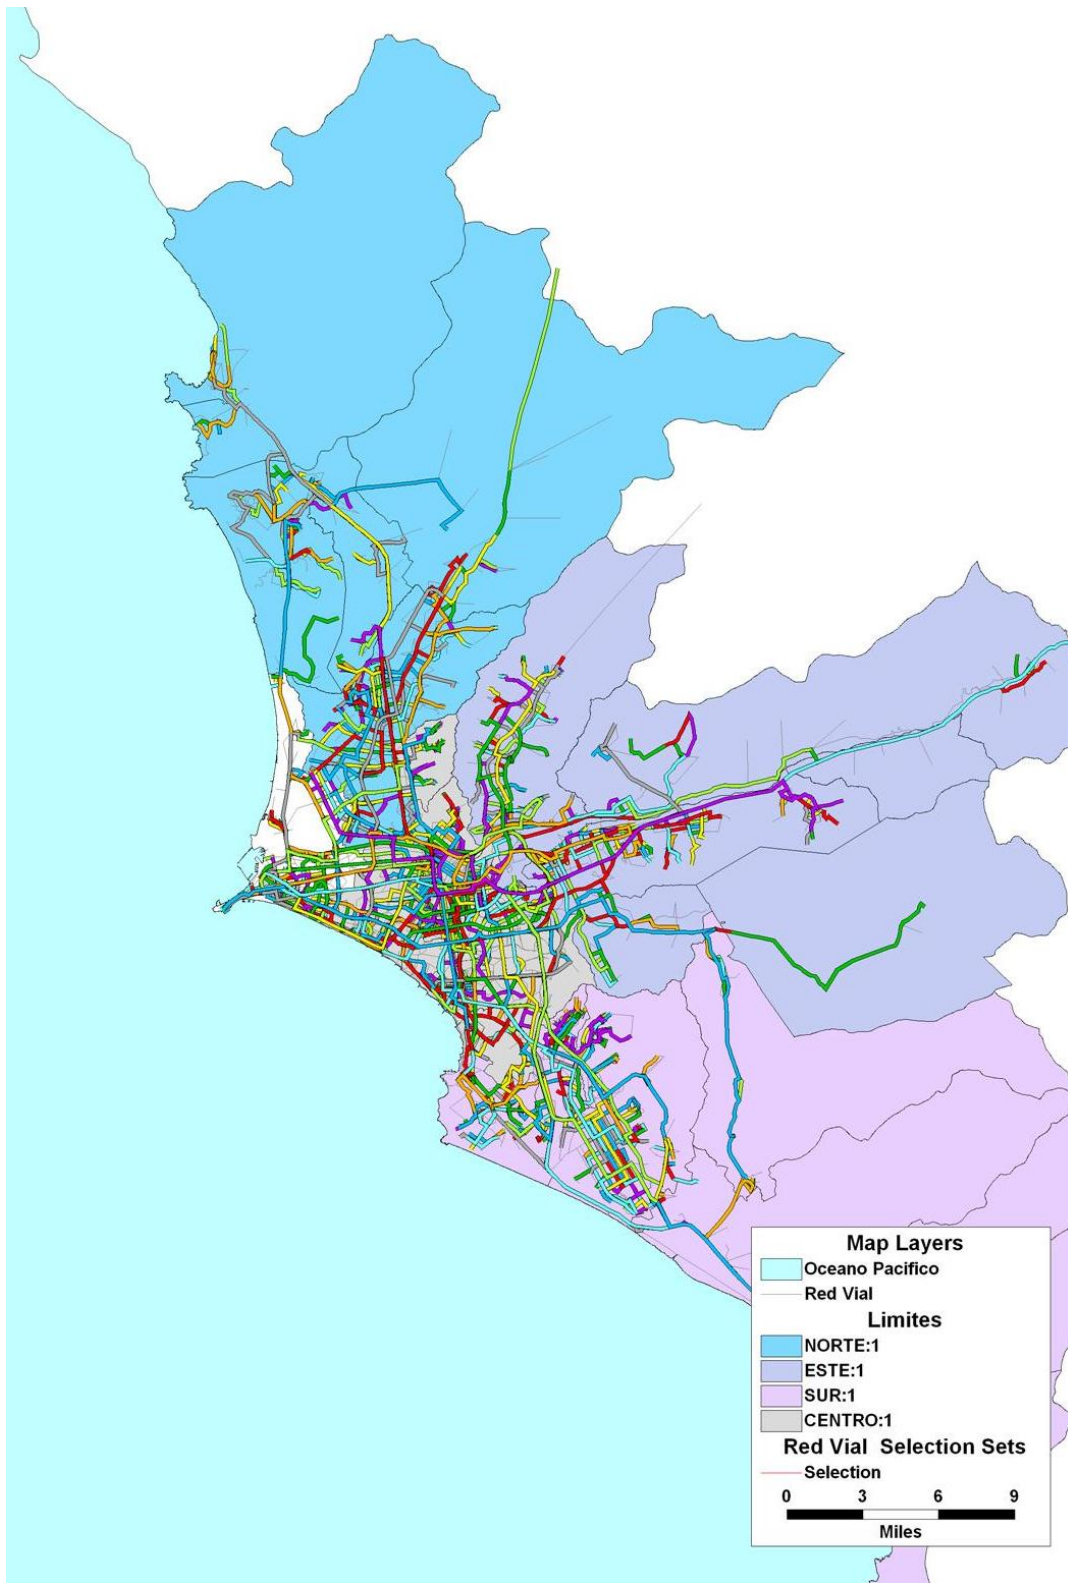 Map Layers
Oceano Pacifico
Red Vial
Limites
NORTE:1
ESTE:1
SUR:1
CENTRO:1
Red Vial Selection Sets
Selection
0 3 6 9
Miles